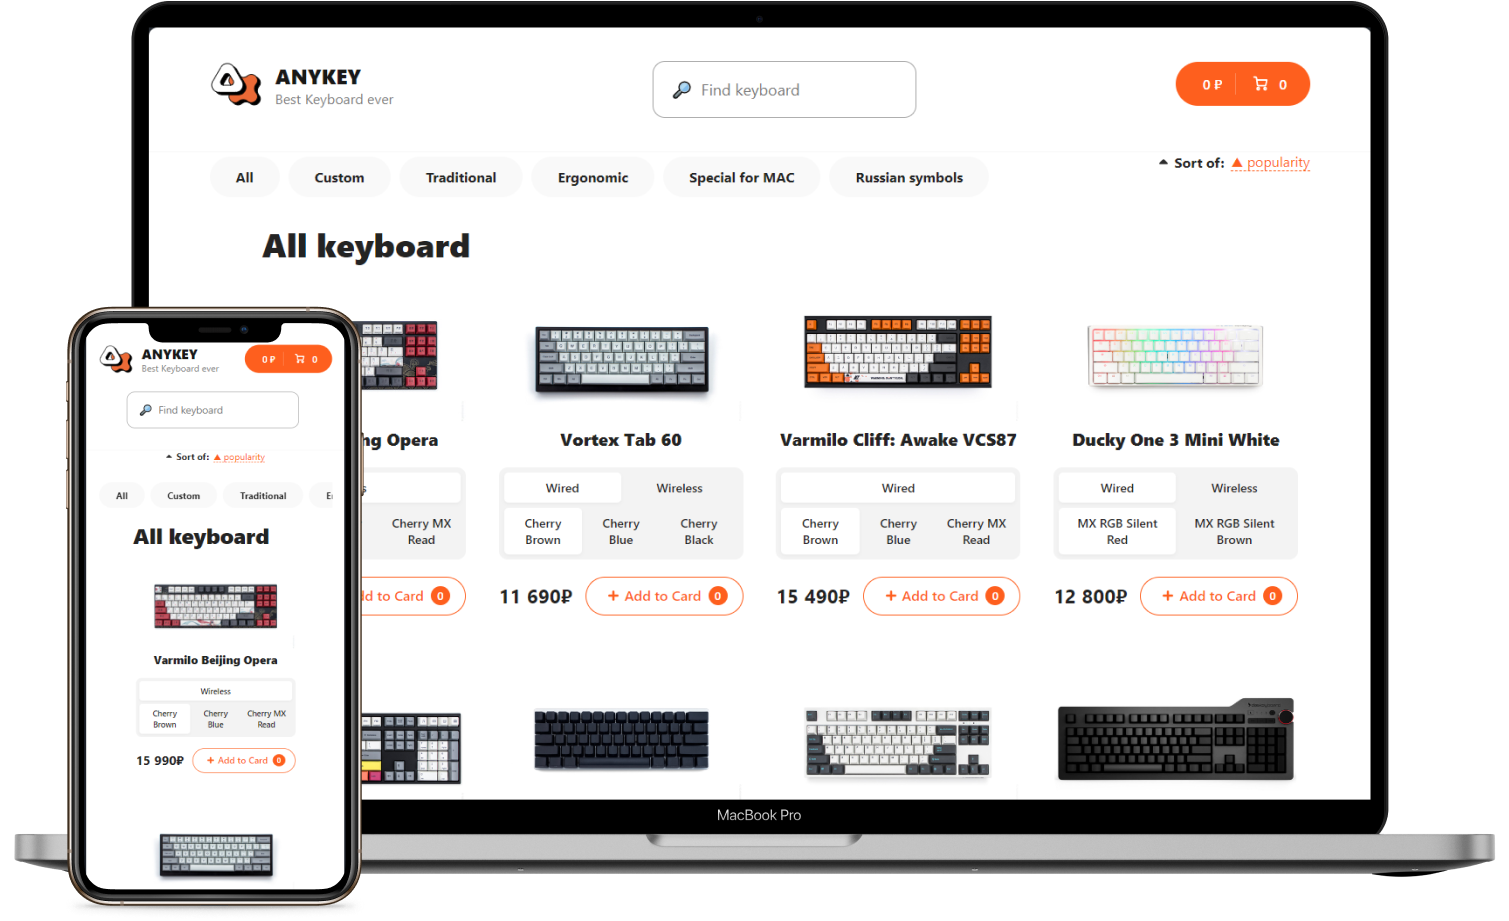 ANYKEY
Best Keyboard ever
Find keyboard
0 ₽
0
All
Custom
Traditional
Ergonomic
Special for MAC
Russian symbols
Sort of:
popularity
All keyboard
ng Opera
Vortex Tab 60
Varmilo Cliff: Awake VCS87
Ducky One 3 Mini White
s
Wired
Wireless
Wired
Wired
Wireless
Cherry MX
Read
Cherry
Brown
Cherry
Blue
Cherry
Black
Cherry
Brown
Cherry
Blue
Cherry MX
Read
MX RGB Silent
Red
MX RGB Silent
Brown
dd to Card 0
11 690₽
+ Add to Card 0
15 490₽
+ Add to Card 0
12 800₽
+ Add to Card 0
MacBook Pro
ANYKEY
Best Keyboard ever
0 ₽
0
Find keyboard
Sort of:
popularity
All
Custom
Traditional
E
All keyboard
Varmilo Beijing Opera
Wireless
Cherry
Brown
Cherry
Blue
Cherry MX
Read
15 990₽
+ Add to Card 0